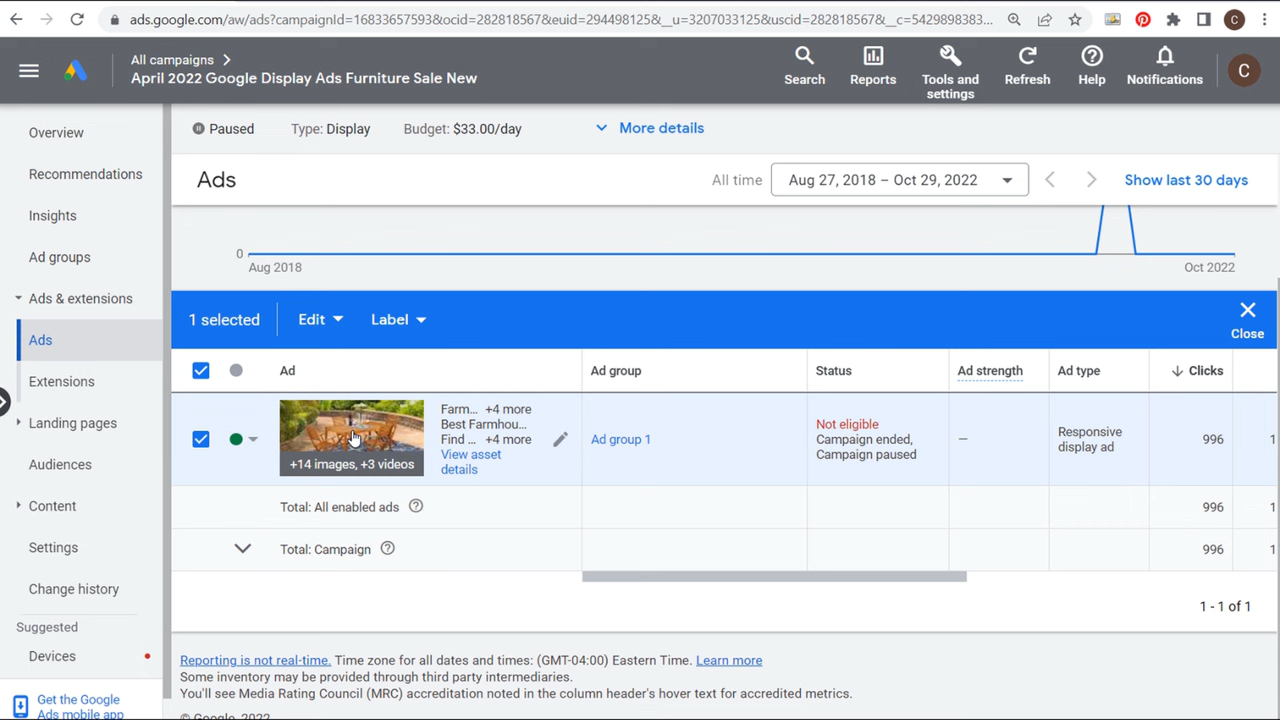 ads.google.com/aw/ads?campaignId=16833657593&ocid=282818567&euid=294498125&__u=3207033125&uscid=282818567&__c=5429898383...
C
All campaigns
April 2022 Google Display Ads Furniture Sale New
Search
Reports
Tools and settings
Refresh
Help
Notifications
C
Overview
Recommendations
Insights
Ad groups
Ads & extensions
Ads
Extensions
Landing pages
Audiences
Content
Settings
Change history
Suggested
Devices
Get the Google
Ads mobile app
Paused Type: Display Budget: $33.00/day More details
Ads
All time Aug 27, 2018 – Oct 29, 2022 Show last 30 days
0
Aug 2018 Oct 2022
1 selected Edit Label Close
Ad Ad group Status Ad strength Ad type Clicks
+14 images, +3 videos
Farm... +4 more
Best Farmhou...
Find ... +4 more
View asset
details
Ad group 1
Not eligible
Campaign ended,
Campaign paused
—
Responsive
display ad
996 1
Total: All enabled ads 996 1
Total: Campaign 996 1
1 - 1 of 1
Reporting is not real-time. Time zone for all dates and times: (GMT-04:00) Eastern Time. Learn more
Some inventory may be provided through third party intermediaries.
You'll see Media Rating Council (MRC) accreditation noted in the column header's hover text for accredited metrics.
© Google, 2022